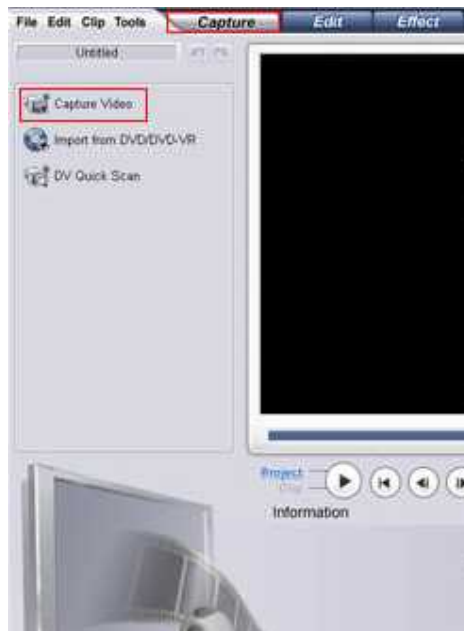 File Edit Clip Tools Capture Edit Effect
Untitled
Capture Video
Import from DVD/DVD-VR
DV Quick Scan
Project
Clip
Information